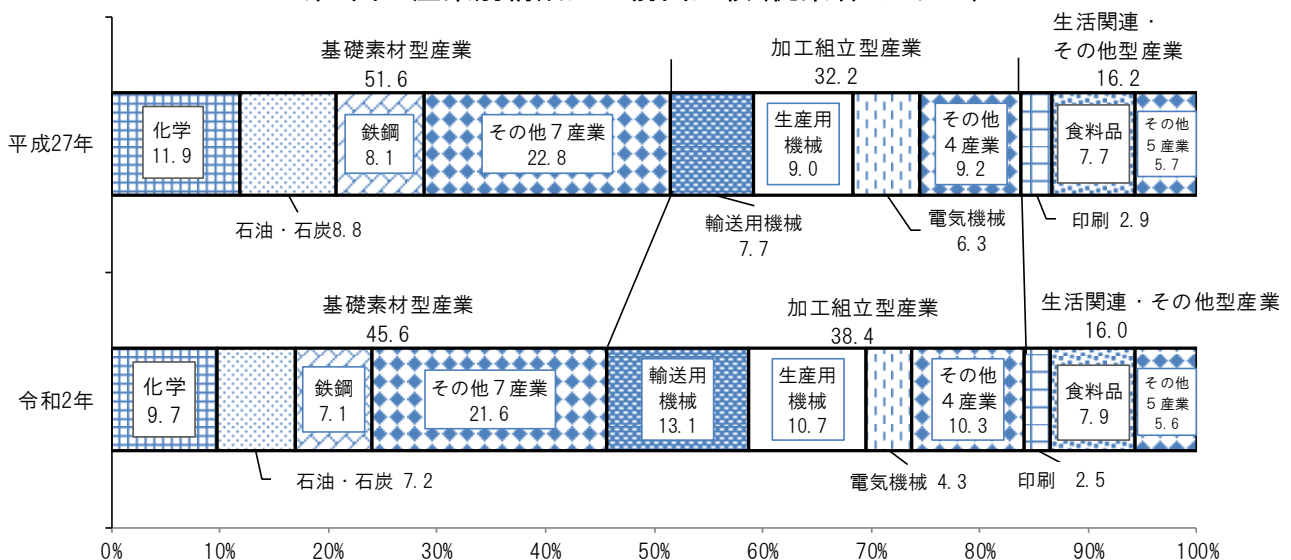 生活関連・
その他型産業
16.2
基礎素材型産業
51.6
加工組立型産業
32.2
平成27年
化学
11.9
鉄鋼
8.1
その他７産業
22.8
生産用
機械
9.0
その他
４産業
9.2
食料品
7.7
その他
５産業
5.7
石油・石炭8.8
輸送用機械
7.7
電気機械
6.3
印刷 2.9
基礎素材型産業
45.6
加工組立型産業
38.4
生活関連・その他型産業
16.0
令和2年
化学
9.7
鉄鋼
7.1
その他７産業
21.6
輸送用
機械
13.1
生産用
機械
10.7
その他
４産業
10.3
食料品
7.9
その他
５産業
5.6
石油・石炭 7.2
電気機械 4.3
印刷 2.5
0%
10%
20%
30%
40%
50%
60%
70%
80%
90%
100%